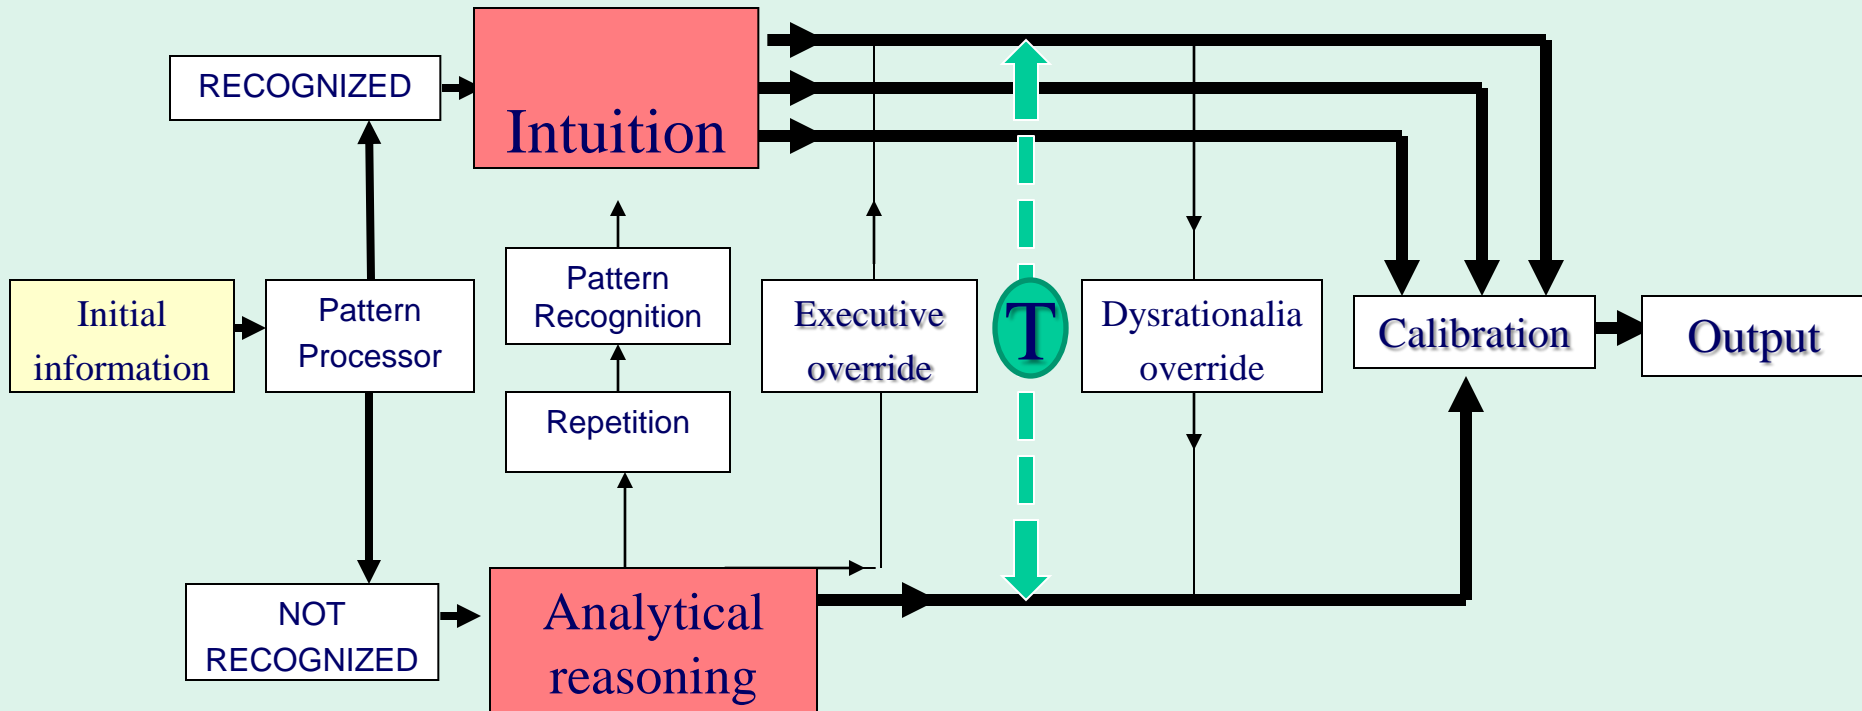 RECOGNIZED
Intuition
Initial
information
Pattern
Processor
Pattern
Recognition
Repetition
Executive
override
T
Dysrationalia
override
Calibration
Output
NOT
RECOGNIZED
Analytical
reasoning